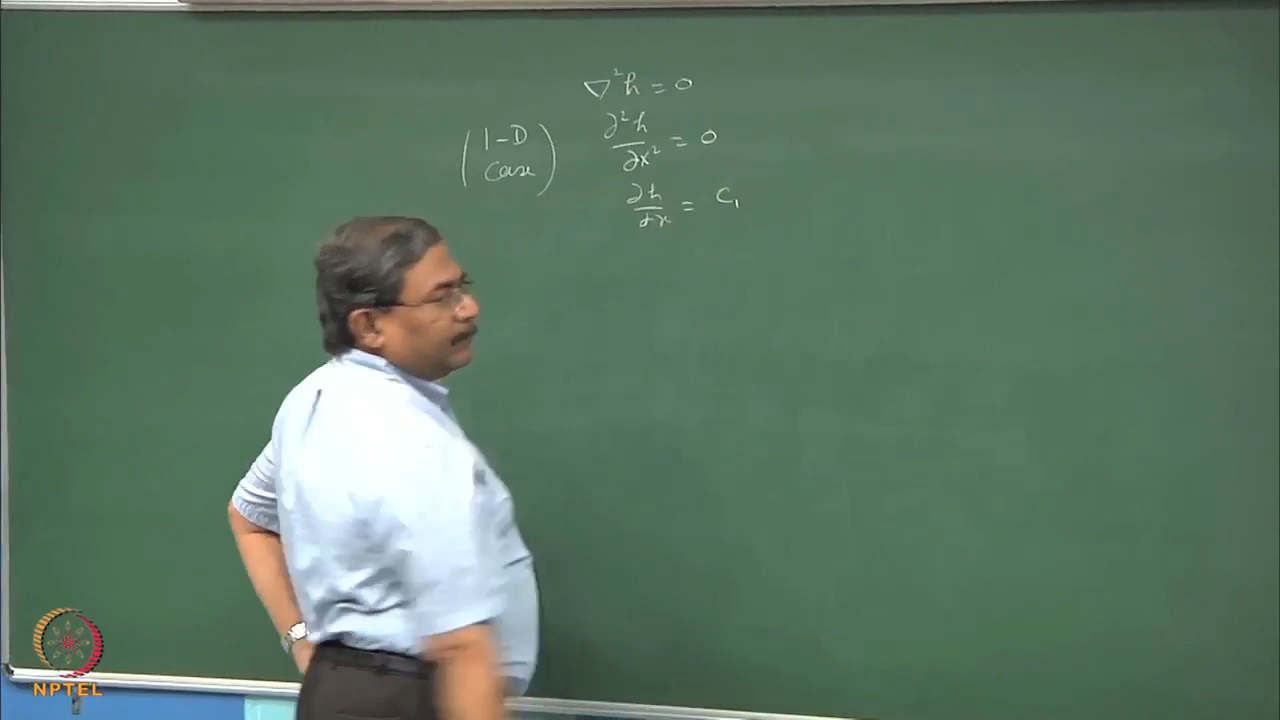 ∇²h = 0
(1-D Case) ∂²h/∂x² = 0
∂h/∂x = C₁
NPTEL